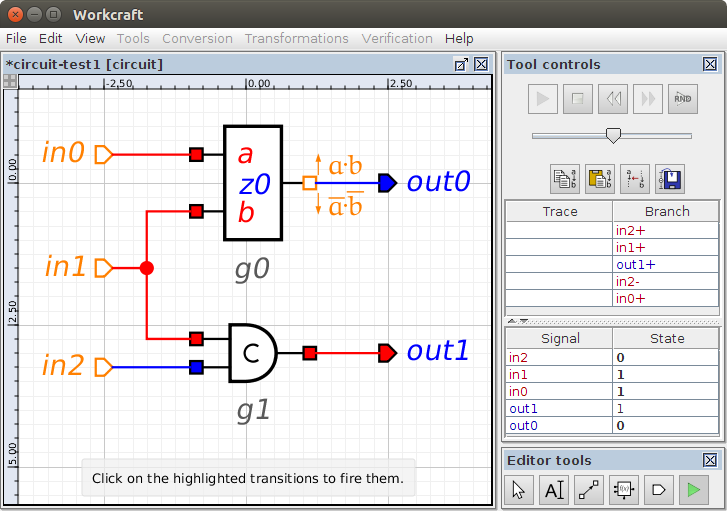 Workcraft
File Edit View Tools Conversion Transformations Verification Help
*circuit-test1 [circuit]
-2.50 0.00 2.50
0.00
2.50
5.00
in0
a
z0
b
a·b
a̅·b̅
out0
in1
g0
in2
C
out1
g1
Click on the highlighted transitions to fire them.
Tool controls
RND
Trace Branch
in2+
in1+
out1+
in2-
in0+
Signal State
in2 0
in1 1
in0 1
out1 1
out0 0
Editor tools
A
f(x)